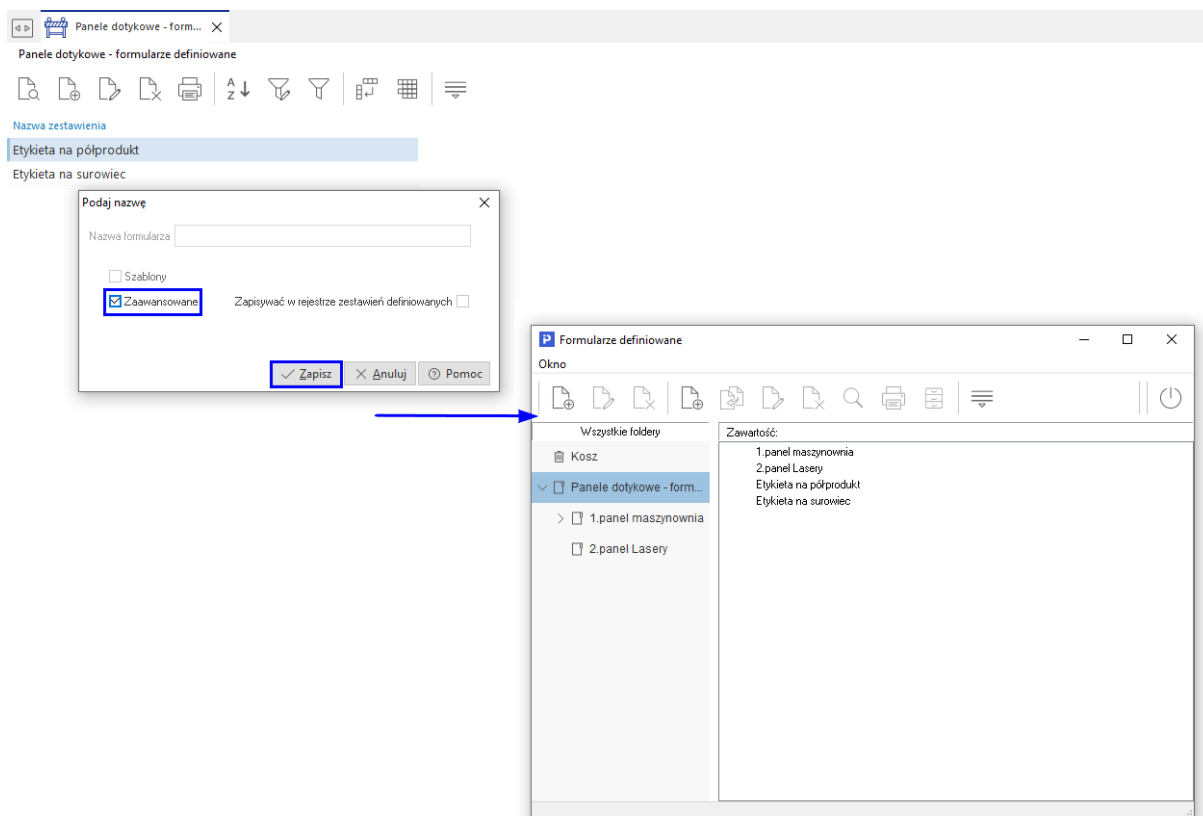 Panele dotykowe - form...
Panele dotykowe - formularze definiowane
Nazwa zestawienia
Etykieta na półprodukt
Etykieta na surowiec
Podaj nazwę
Nazwa formularza
Szablony
Zaawansowane Zapisywać w rejestrze zestawień definiowanych
Zapisz Anuluj Pomoc
Formularze definiowane
Okno
Wszystkie foldery
Kosz
Panele dotykowe - form...
1.panel maszynownia
2.panel Lasery
Zawartość:
1.panel maszynownia
2.panel Lasery
Etykieta na półprodukt
Etykieta na surowiec